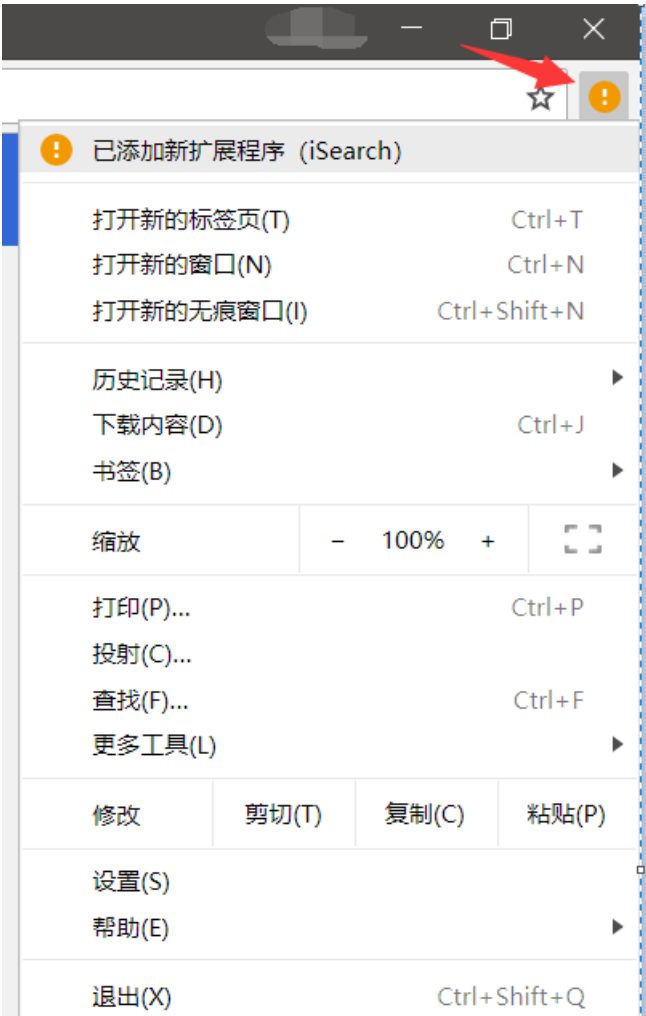 已添加新扩展程序（iSearch）
打开新的标签页(T) Ctrl+T
打开新的窗口(N) Ctrl+N
打开新的无痕窗口(I) Ctrl+Shift+N
历史记录(H)
下载内容(D) Ctrl+J
书签(B)
缩放 − 100% +
打印(P)... Ctrl+P
投射(C)...
查找(F)... Ctrl+F
更多工具(L)
修改 剪切(T) 复制(C) 粘贴(P)
设置(S)
帮助(E)
退出(X) Ctrl+Shift+Q